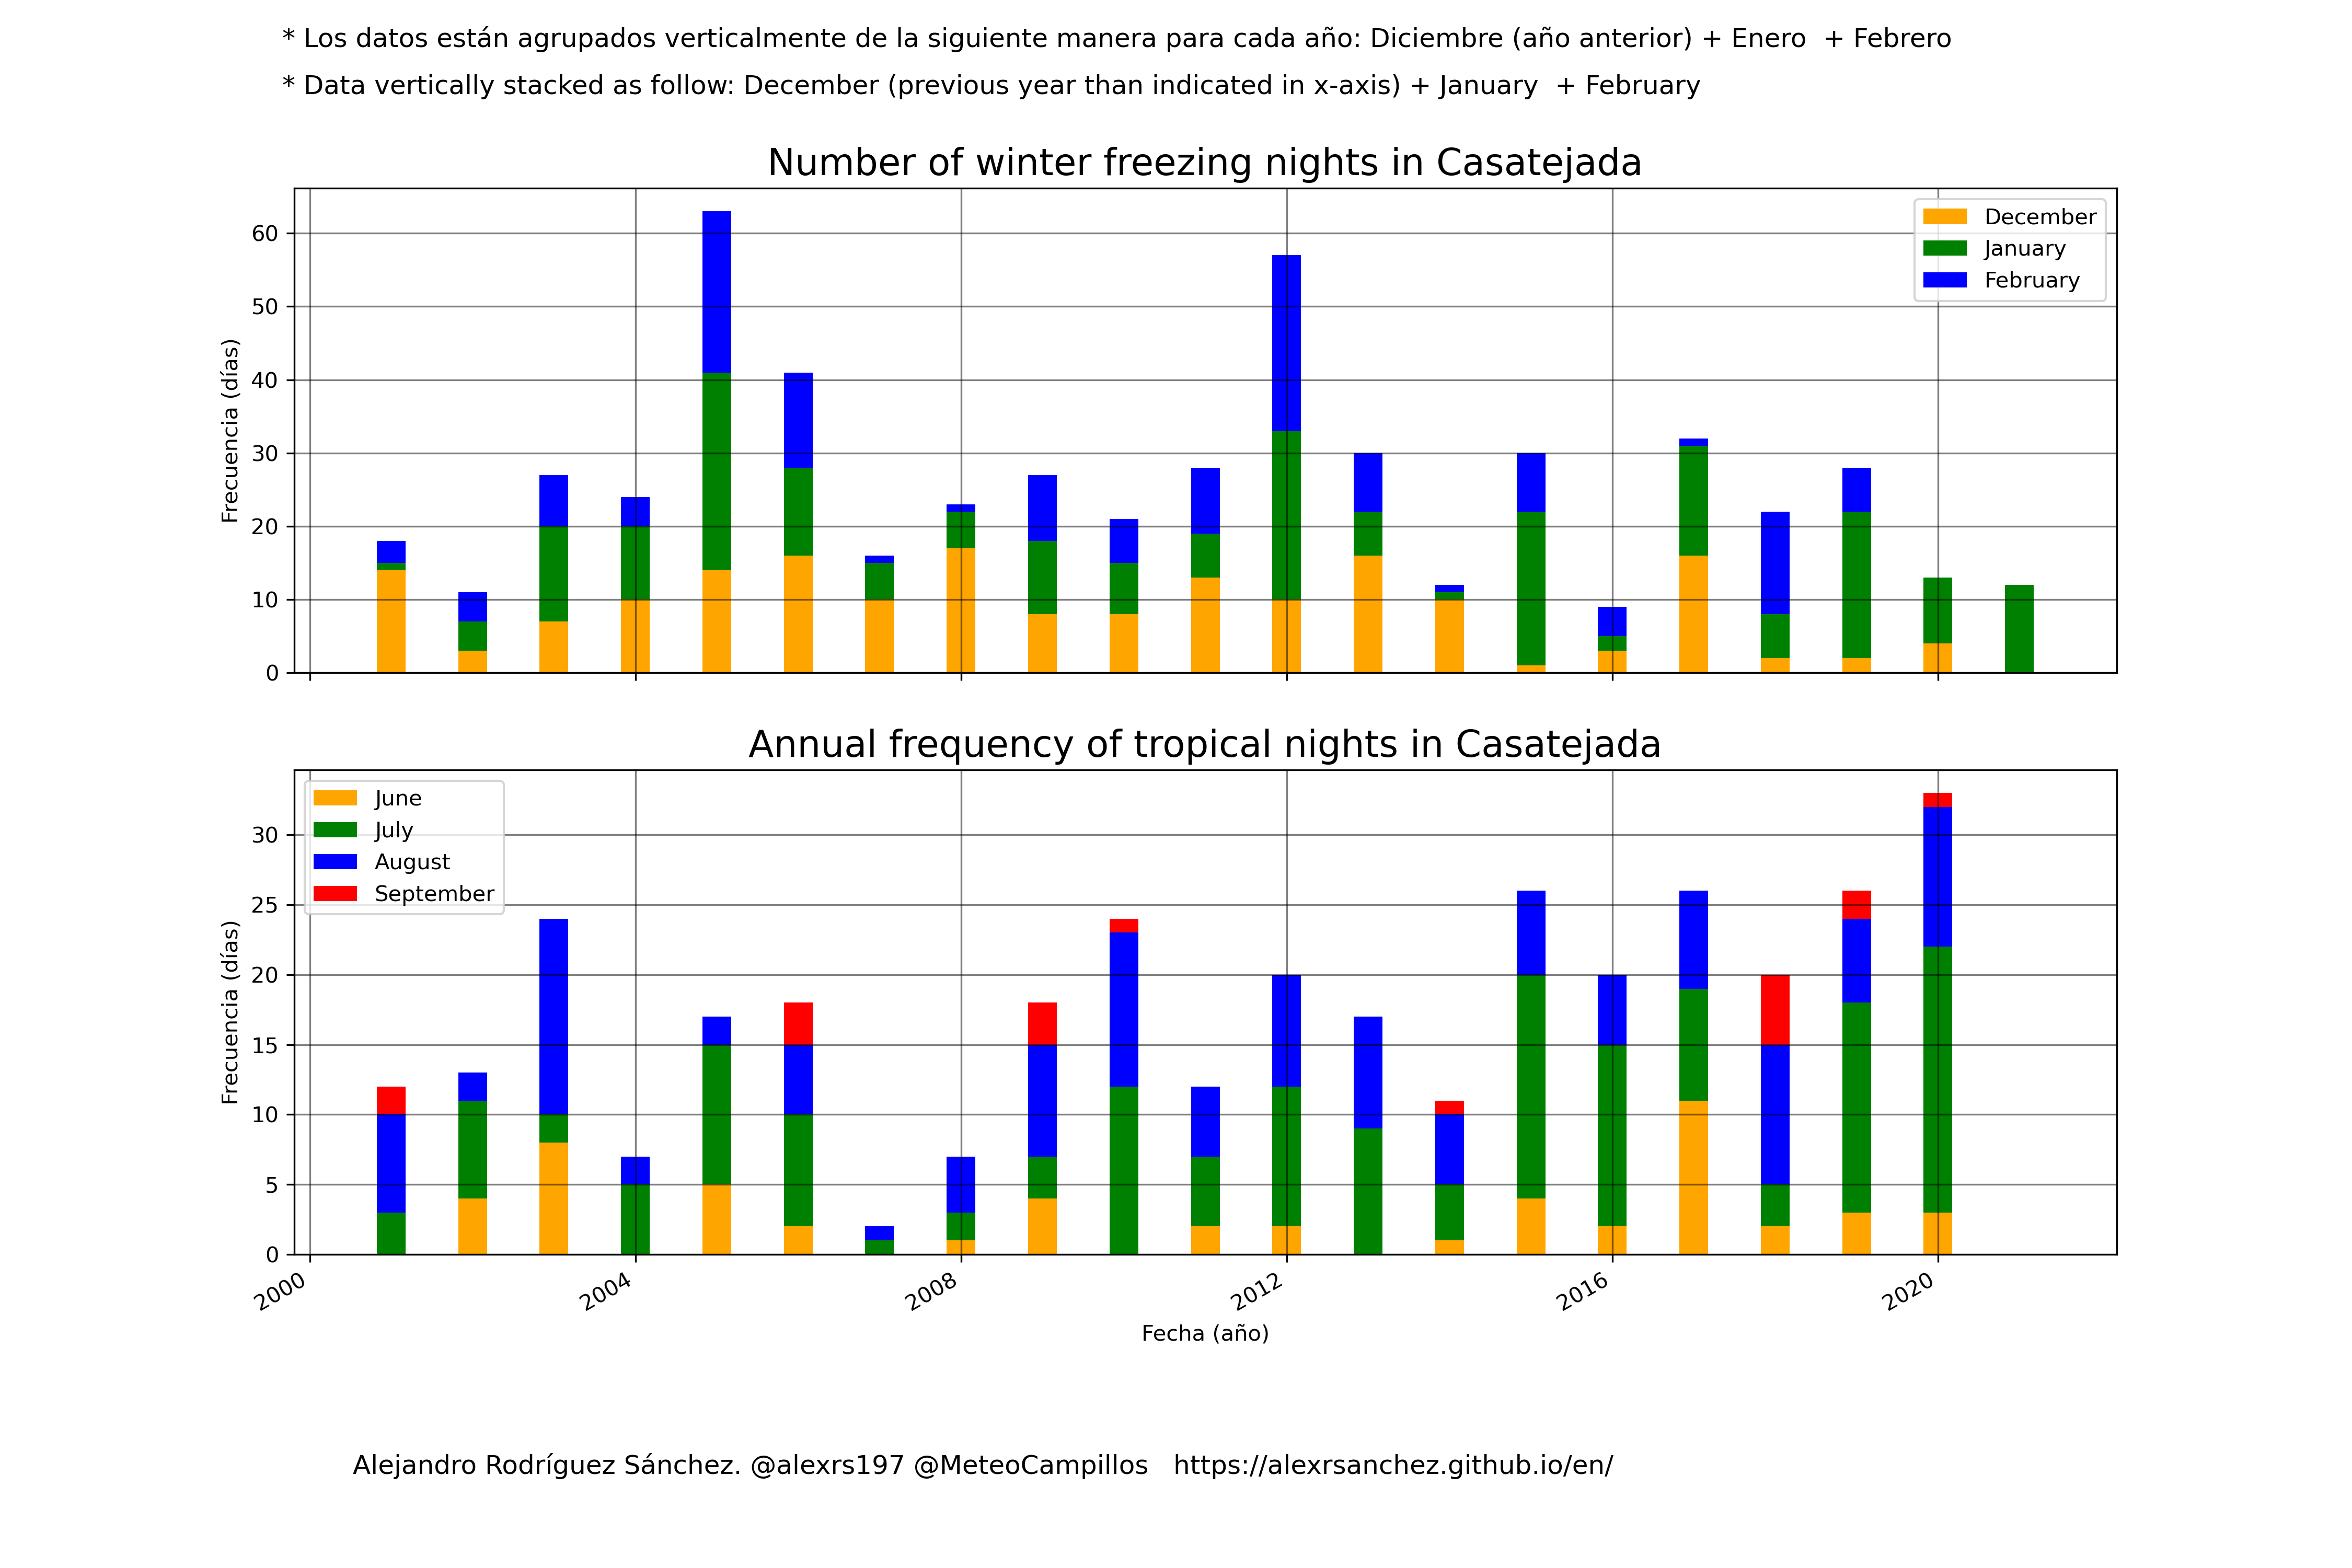 * Los datos están agrupados verticalmente de la siguiente manera para cada año: Diciembre (año anterior) + Enero  + Febrero
* Data vertically stacked as follow: December (previous year than indicated in x-axis) + January  + February
Number of winter freezing nights in Casatejada
Frecuencia (días)
60
50
40
30
20
10
0
December
January
February
Annual frequency of tropical nights in Casatejada
Frecuencia (días)
30
25
20
15
10
5
0
June
July
August
September
2000 2004 2008 2012 2016 2020
Fecha (año)
Alejandro Rodríguez Sánchez. @alexrs197 @MeteoCampillos   https://alexrsanchez.github.io/en/